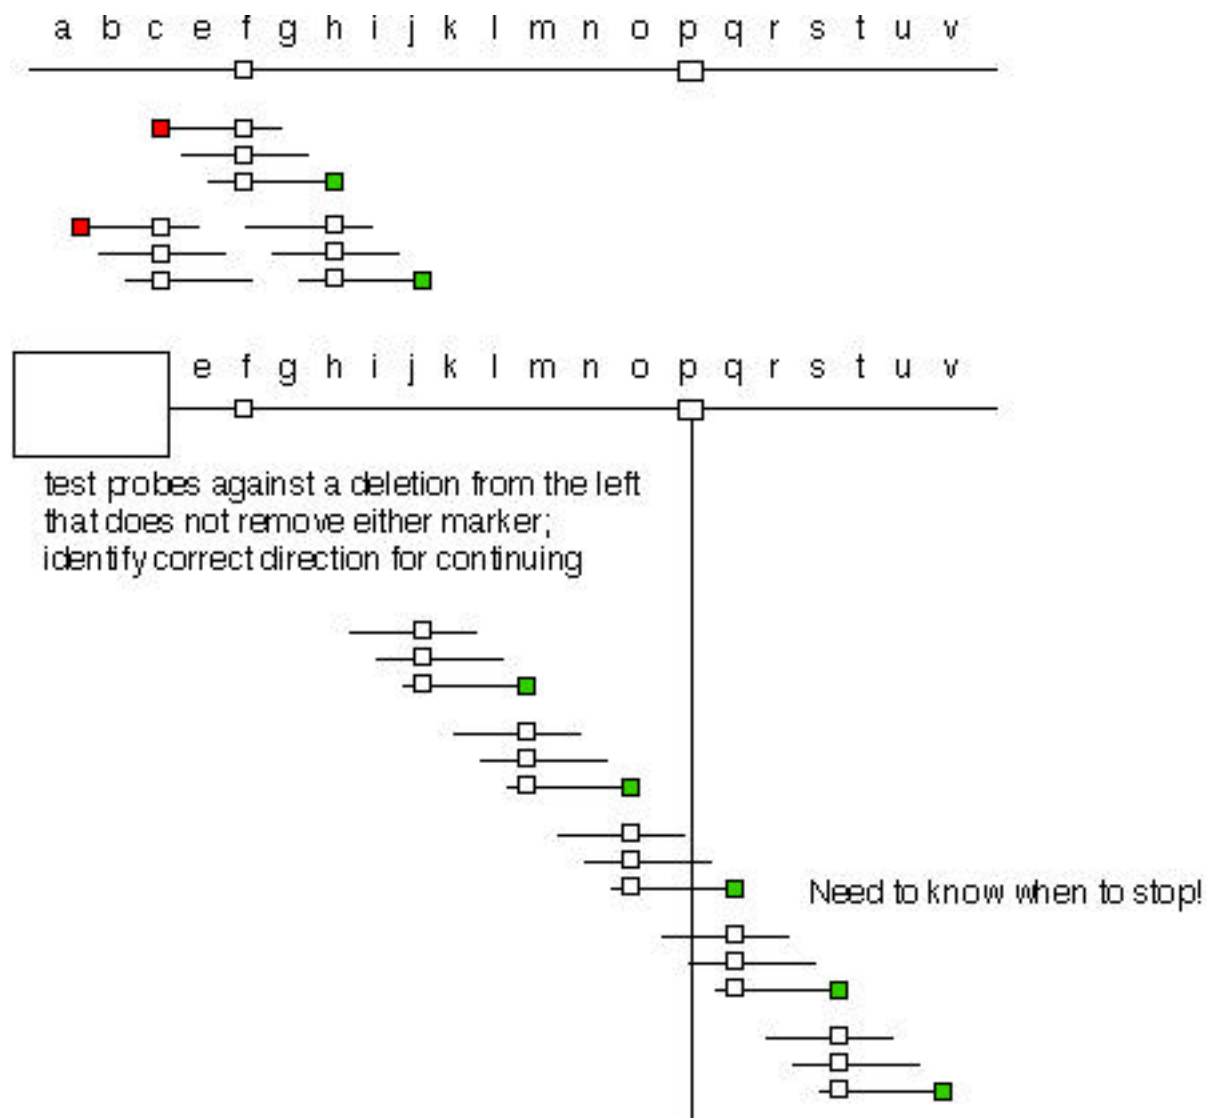 a b c e f g h i j k l m n o p q r s t u v
e f g h i j k l m n o p q r s t u v
test probes against a deletion from the left
that does not remove either marker;
identify correct direction for continuing
Need to know when to stop!